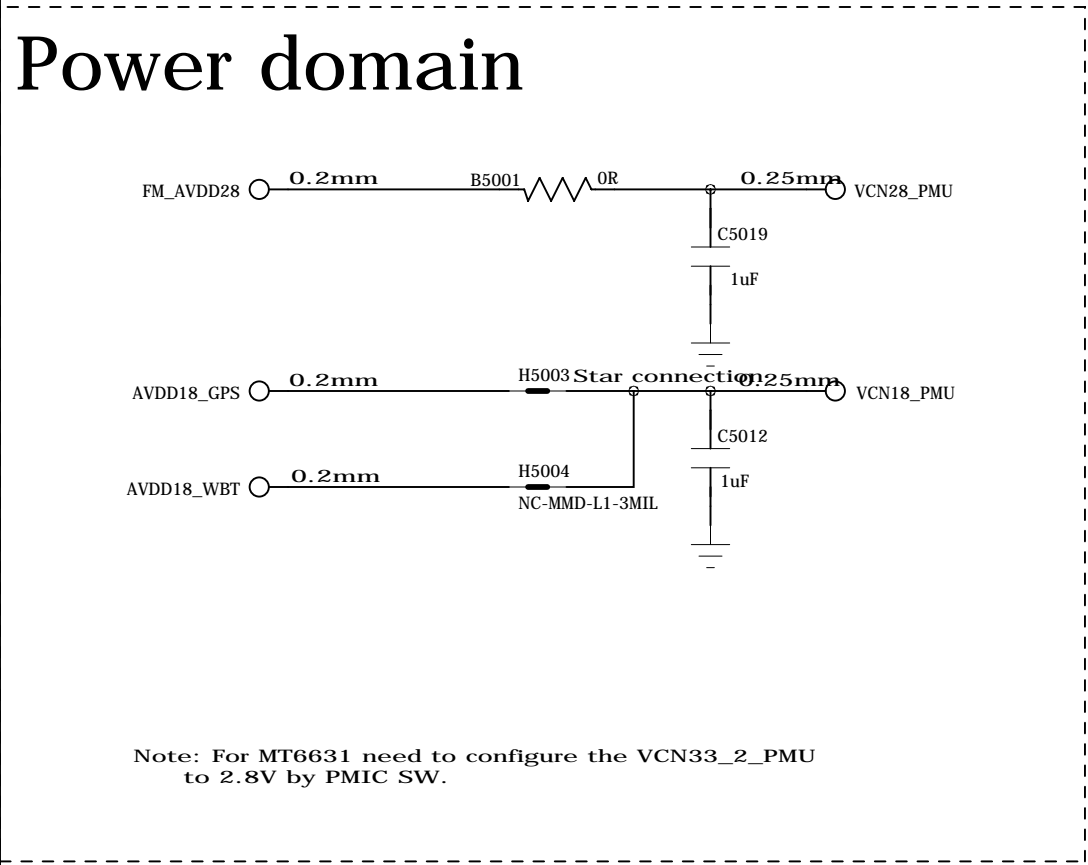 Power domain
FM_AVDD28 0.2mm B5001 0R 0.25mm VCN28_PMU
C5019
1uF
H5003 Star connection 0.25mm
AVDD18_GPS 0.2mm VCN18_PMU
C5012
AVDD18_WBT 0.2mm H5004 1uF
NC-MMD-L1-3MIL
Note: For MT6631 need to configure the VCN33_2_PMU
to 2.8V by PMIC SW.